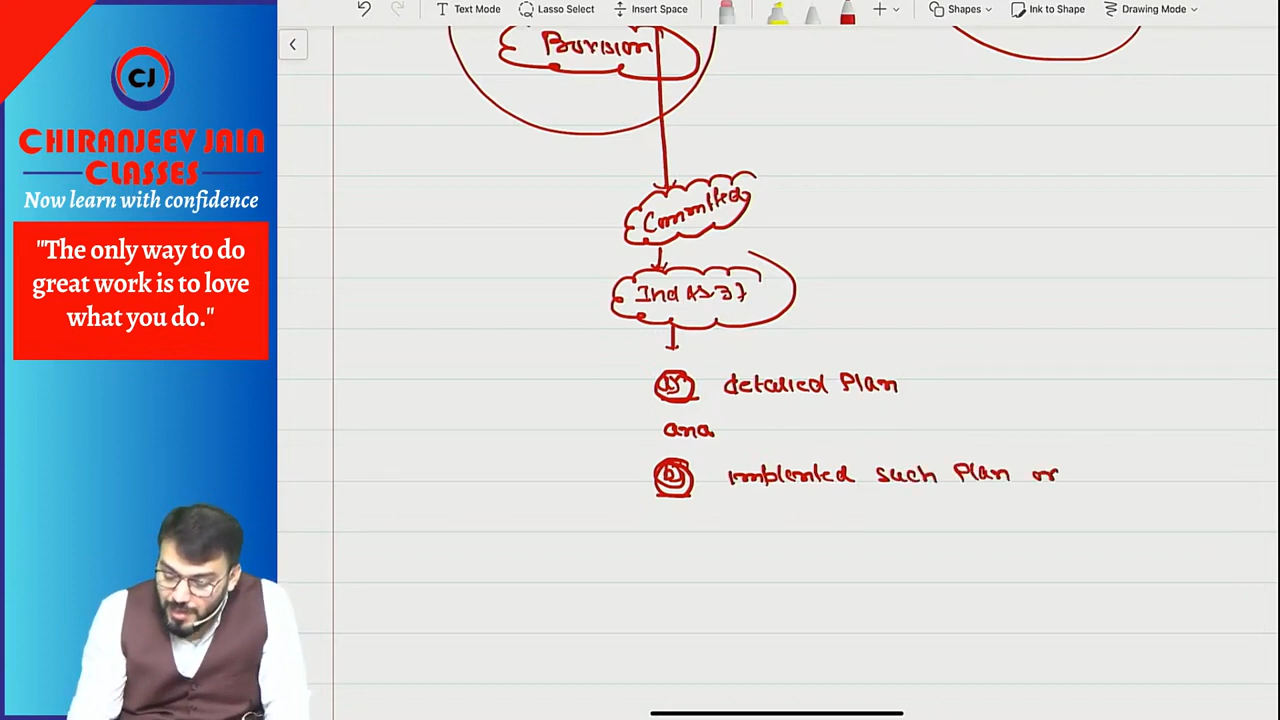 Text Mode Lasso Select Insert Space Shapes Ink to Shape Drawing Mode
CJ
CHIRANJEEV JAIN
CLASSES
Now learn with confidence
"The only way to do
great work is to love
what you do."
Committed
Ind AS 37
detailed Plan
and
implented such Plan or